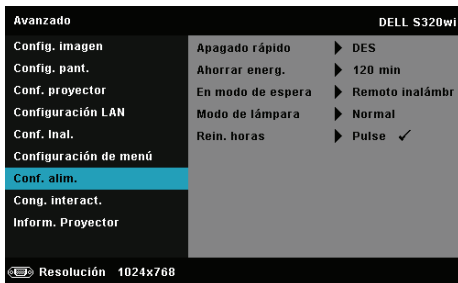 Avanzado DELL S320wi
Config. imagen
Config. pant.
Conf. proyector
Configuración LAN
Conf. Inal.
Configuración de menú
Conf. alim.
Cong. interact.
Inform. Proyector
Apagado rápido DES
Ahorrar energ. 120 min
En modo de espera Remoto inalámbr
Modo de lámpara Normal
Rein. horas Pulse ✓
Resolución 1024x768